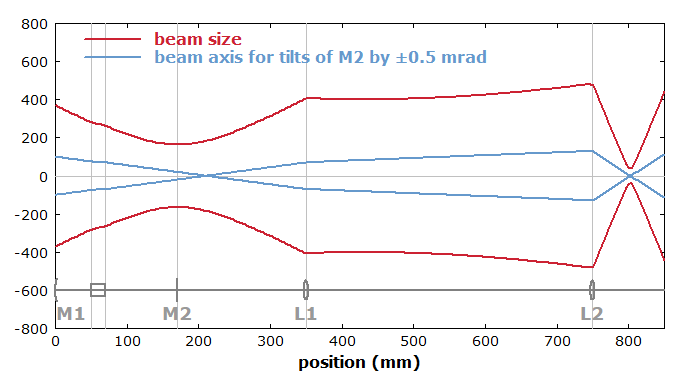 800
beam size
600
beam axis for tilts of M2 by ±0.5 mrad
400
200
0
-200
-400
-600
M1 M2 L1 L2
-800
0 100 200 300 400 500 600 700 800
position (mm)